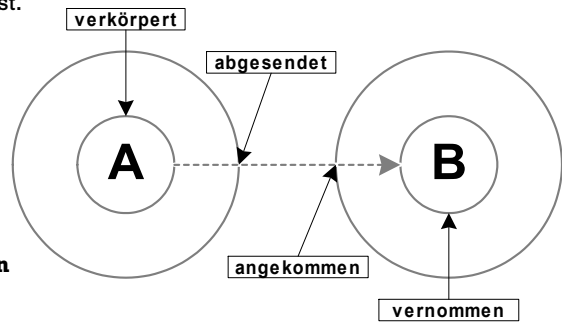 st.
verkörpert
abgesendet
A
B
n
angekommen
vernommen